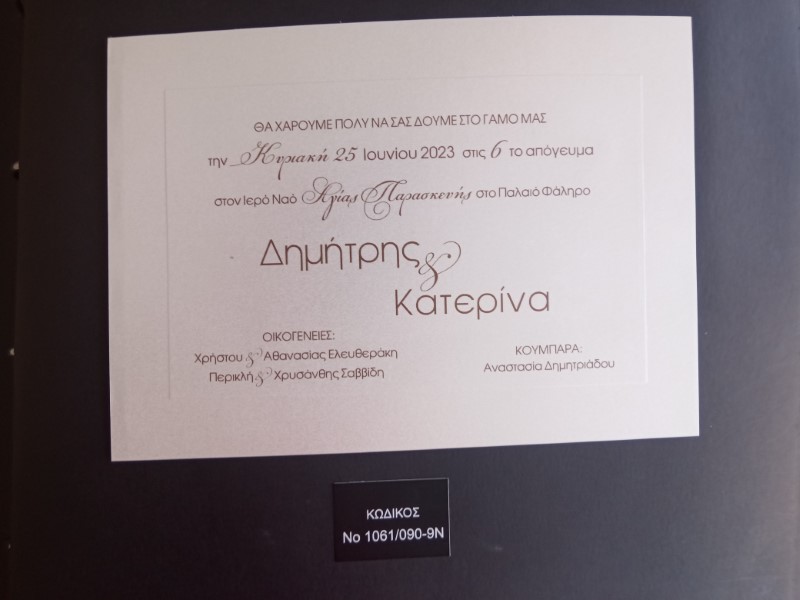 ΘΑ ΧΑΡΟΥΜΕ ΠΟΛΥ ΝΑ ΣΑΣ ΔΟΥΜΕ ΣΤΟ ΓΑΜΟ ΜΑΣ
την Κυριακή 25 Ιουνίου 2023 στις 6 το απόγευμα
στον Ιερό Ναό Αγίας Παρασκευής στο Παλαιό Φάληρο
Δημήτρης &
Κατερίνα
ΟΙΚΟΓΕΝΕΙΕΣ:
Χρήστου & Αθανασίας Ελευθεράκη
Περικλή & Χρυσάνθης Σαββίδη
ΚΟΥΜΠΑΡΑ:
Αναστασία Δημητριάδου
ΚΩΔΙΚΟΣ
No 1061/090-9N